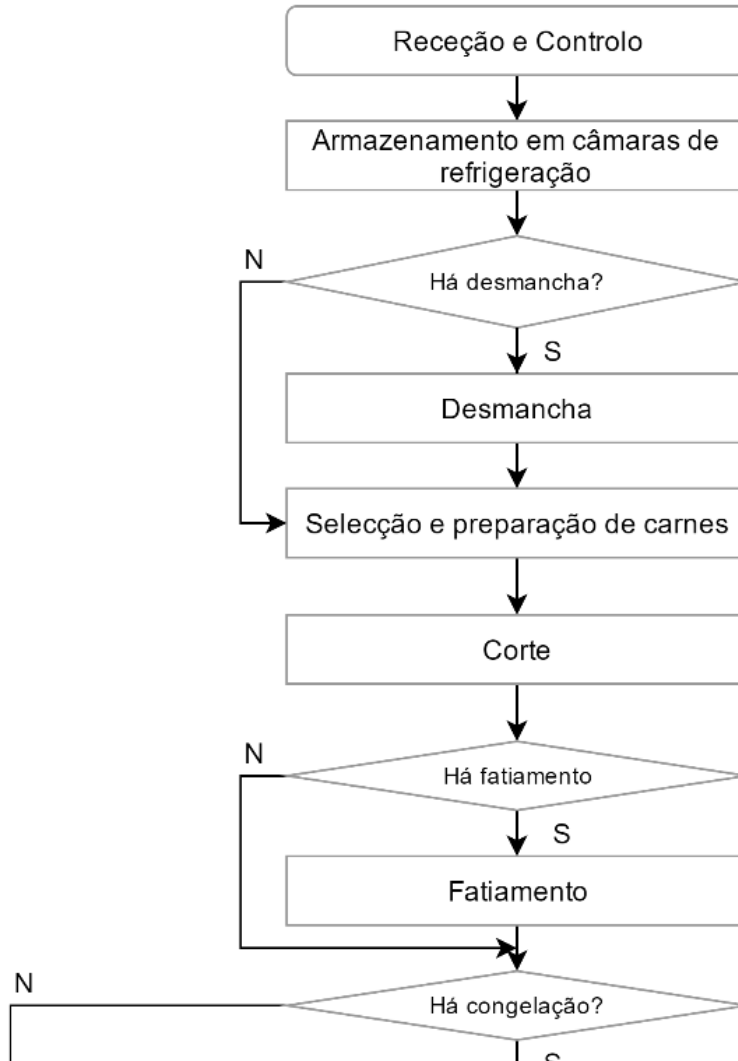 Receção e Controlo
Armazenamento em câmaras de
refrigeração
N
Há desmancha?
S
Desmancha
Selecção e preparação de carnes
Corte
N
Há fatiamento
S
Fatiamento
N
Há congelação?
S